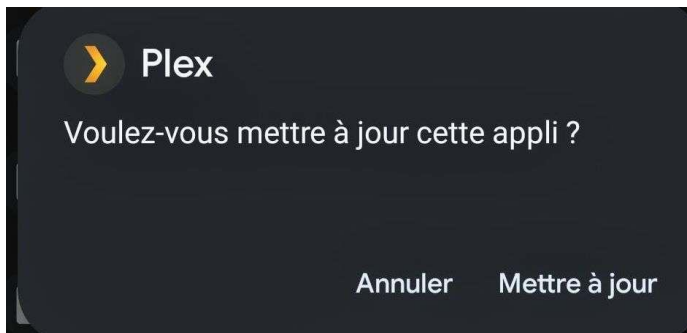 Plex
Voulez-vous mettre à jour cette appli ?
Annuler Mettre à jour